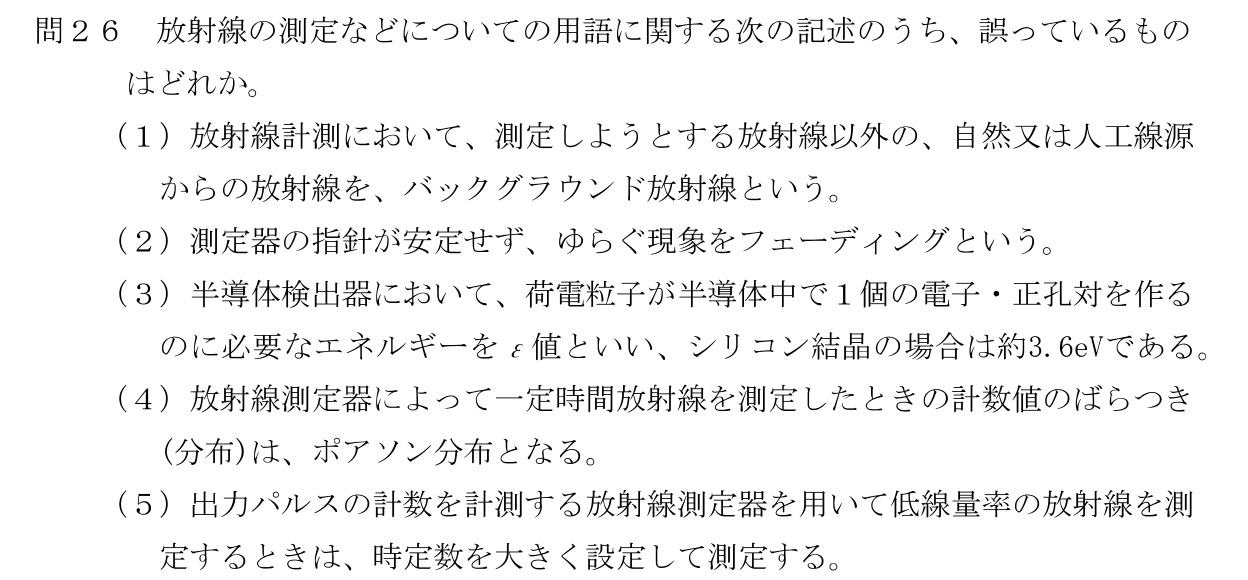 問２６　放射線の測定などについての用語に関する次の記述のうち、誤っているもの
はどれか。
（１）放射線計測において、測定しようとする放射線以外の、自然又は人工線源
からの放射線を、バックグラウンド放射線という。
（２）測定器の指針が安定せず、ゆらぐ現象をフェーディングという。
（３）半導体検出器において、荷電粒子が半導体中で１個の電子・正孔対を作る
のに必要なエネルギーを ε 値といい、シリコン結晶の場合は約3.6eVである。
（４）放射線測定器によって一定時間放射線を測定したときの計数値のばらつき
(分布)は、ポアソン分布となる。
（５）出力パルスの計数を計測する放射線測定器を用いて低線量率の放射線を測
定するときは、時定数を大きく設定して測定する。